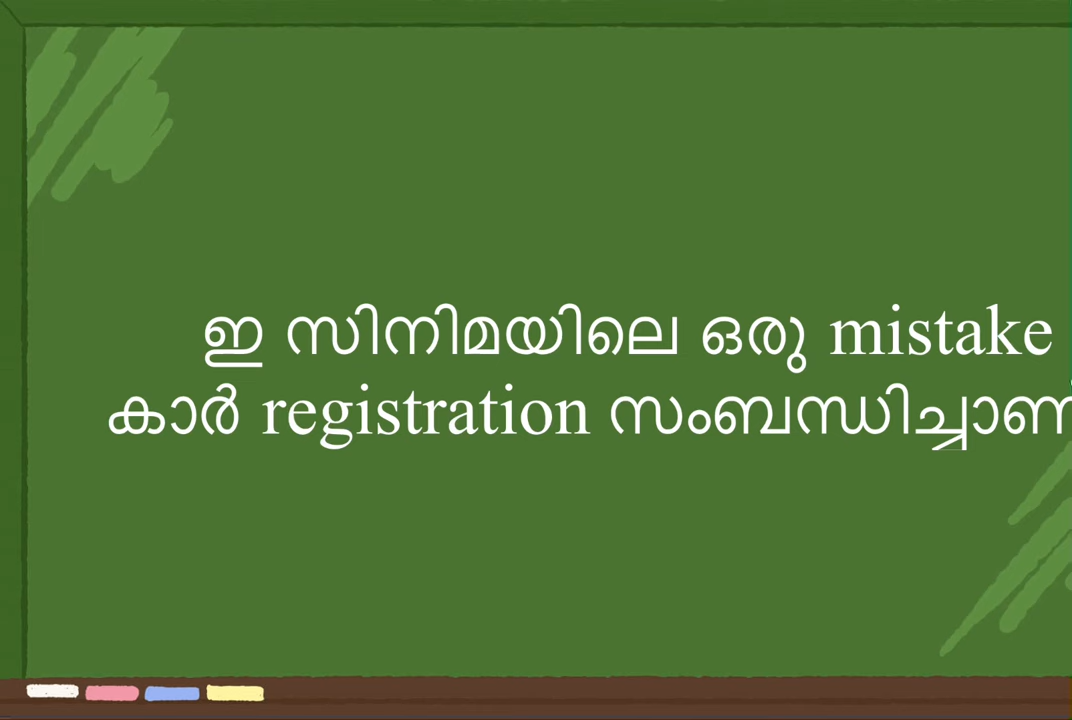 ഇ സിനിമയിലെ ഒരു mistake
കാർ registration സംബന്ധിച്ചാണ